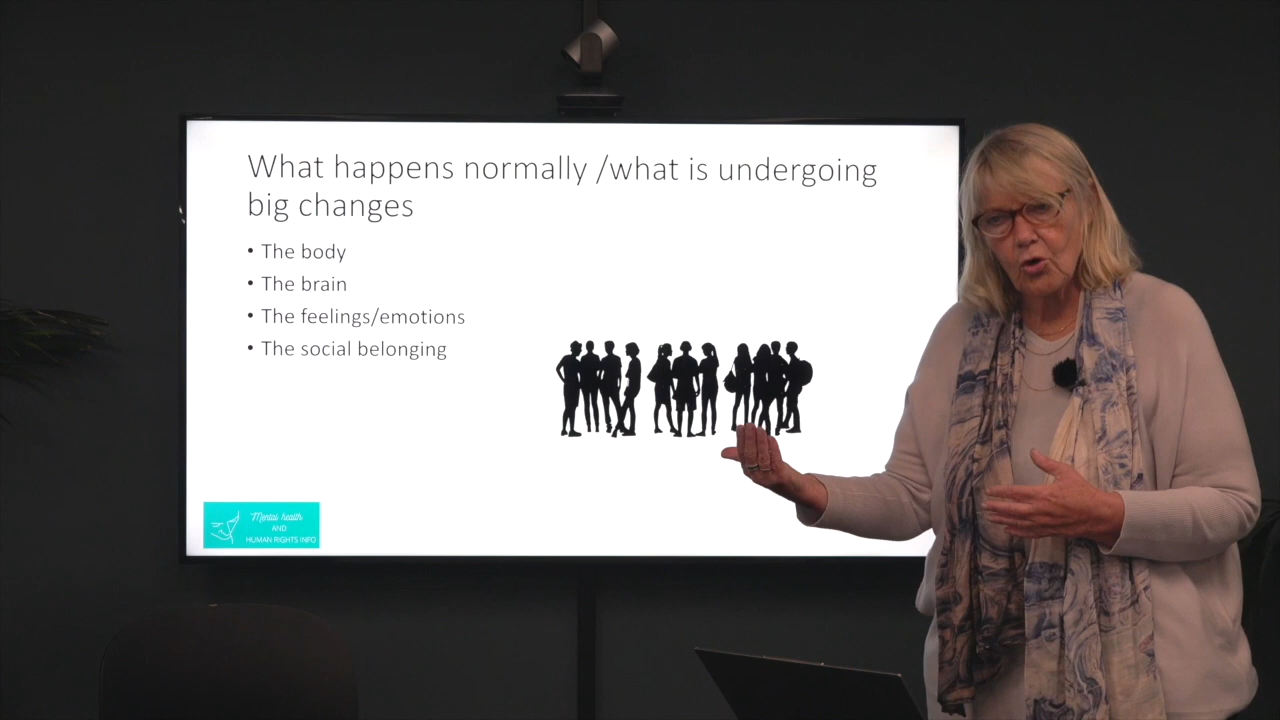 What happens normally /what is undergoing
big changes
• The body
• The brain
• The feelings/emotions
• The social belonging
Mental health
AND
HUMAN RIGHTS INFO